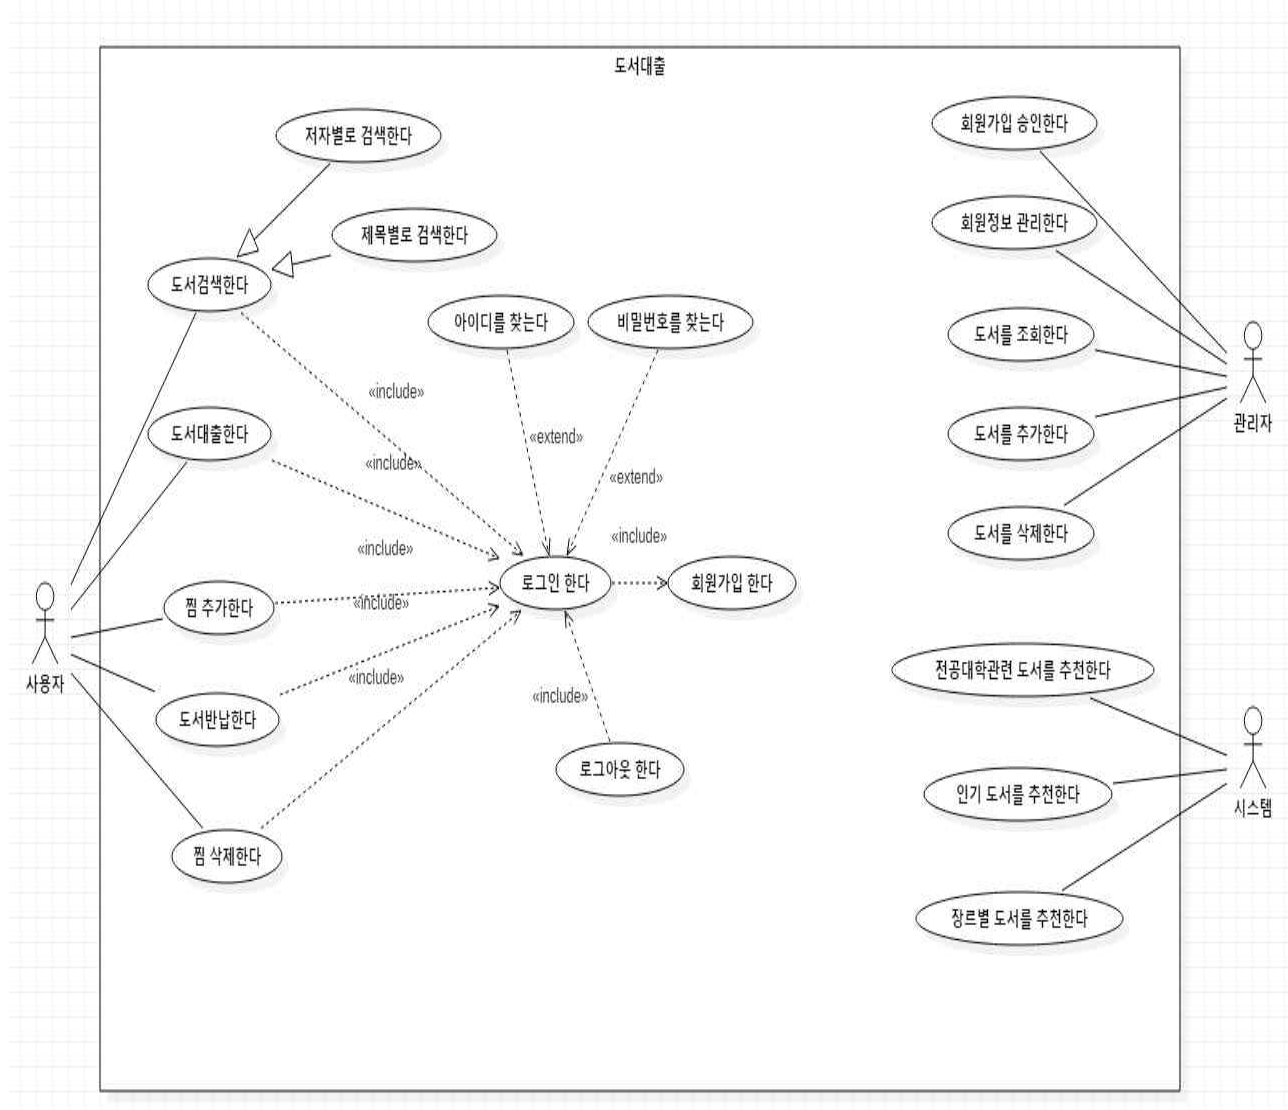 도서대출
저자별로 검색한다
회원가입 승인한다
제목별로 검색한다
회원정보 관리한다
도서검색한다
아이디를 찾는다
비밀번호를 찾는다
도서를 조회한다
«include»
관리자
도서대출한다
«extend»
도서를 추가한다
«include»
«extend»
«include»
도서를 삭제한다
«include»
로그인 한다
회원가입 한다
찜 추가한다
«include»
사용자
«include»
전공대학관련 도서를 추천한다
«include»
도서반납한다
로그아웃 한다
인기 도서를 추천한다
시스템
찜 삭제한다
장르별 도서를 추천한다